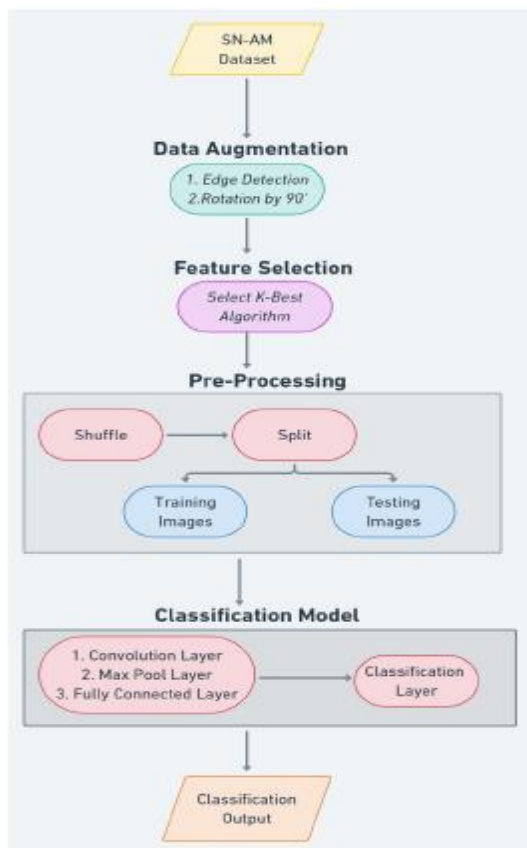 SN-AM
Dataset
Data Augmentation
1. Edge Detection
2.Rotation by 90'
Feature Selection
Select K-Best
Algorithm
Pre-Processing
Shuffle
Split
Training
Images
Testing
Images
Classification Model
1. Convolution Layer
2. Max Pool Layer
3. Fully Connected Layer
Classification
Layer
Classification
Output